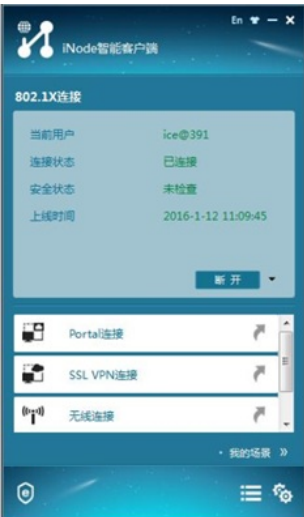 En
iNode智能客户端
802.1X连接
当前用户 ice@391
连接状态 已连接
安全状态 未检查
上线时间 2016-1-12 11:09:45
断 开
Portal连接
SSL VPN连接
无线连接
· 我的场景 》